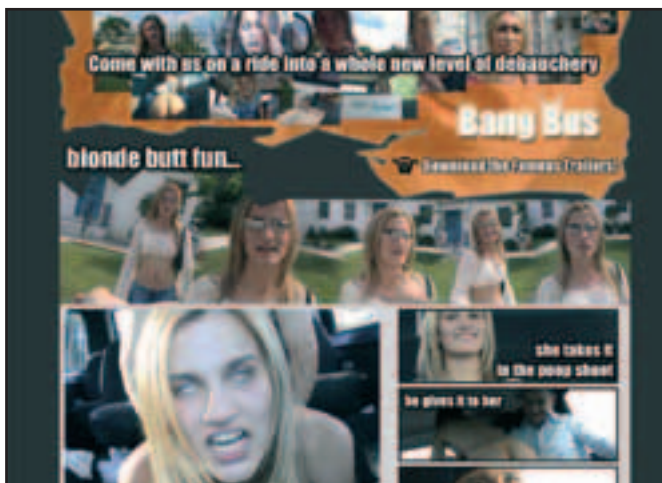 Come with us on a ride into a whole new level of debauchery
Bang Bus
blonde butt fun...
Download the Famous Trailers!
she takes it
in the poop shoot
he gives it to her